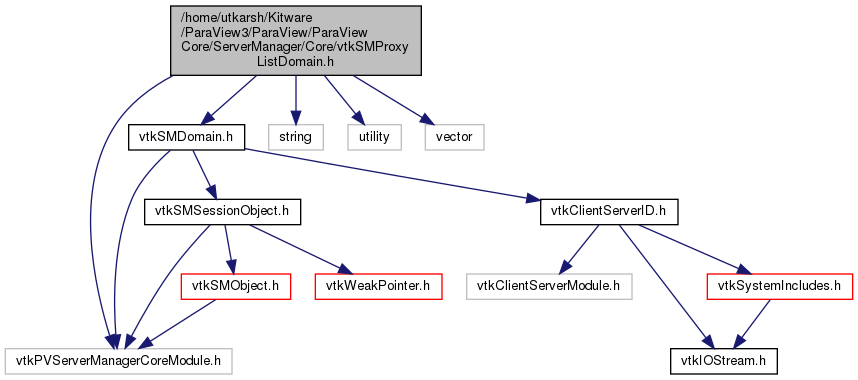 /home/utkarsh/Kitware
/ParaView3/ParaView/ParaView
Core/ServerManager/Core/vtkSMProxy
ListDomain.h
vtkSMDomain.h
string
utility
vector
vtkSMSessionObject.h
vtkClientServerID.h
vtkSMObject.h
vtkWeakPointer.h
vtkClientServerModule.h
vtkSystemIncludes.h
vtkPVServerManagerCoreModule.h
vtkIOStream.h